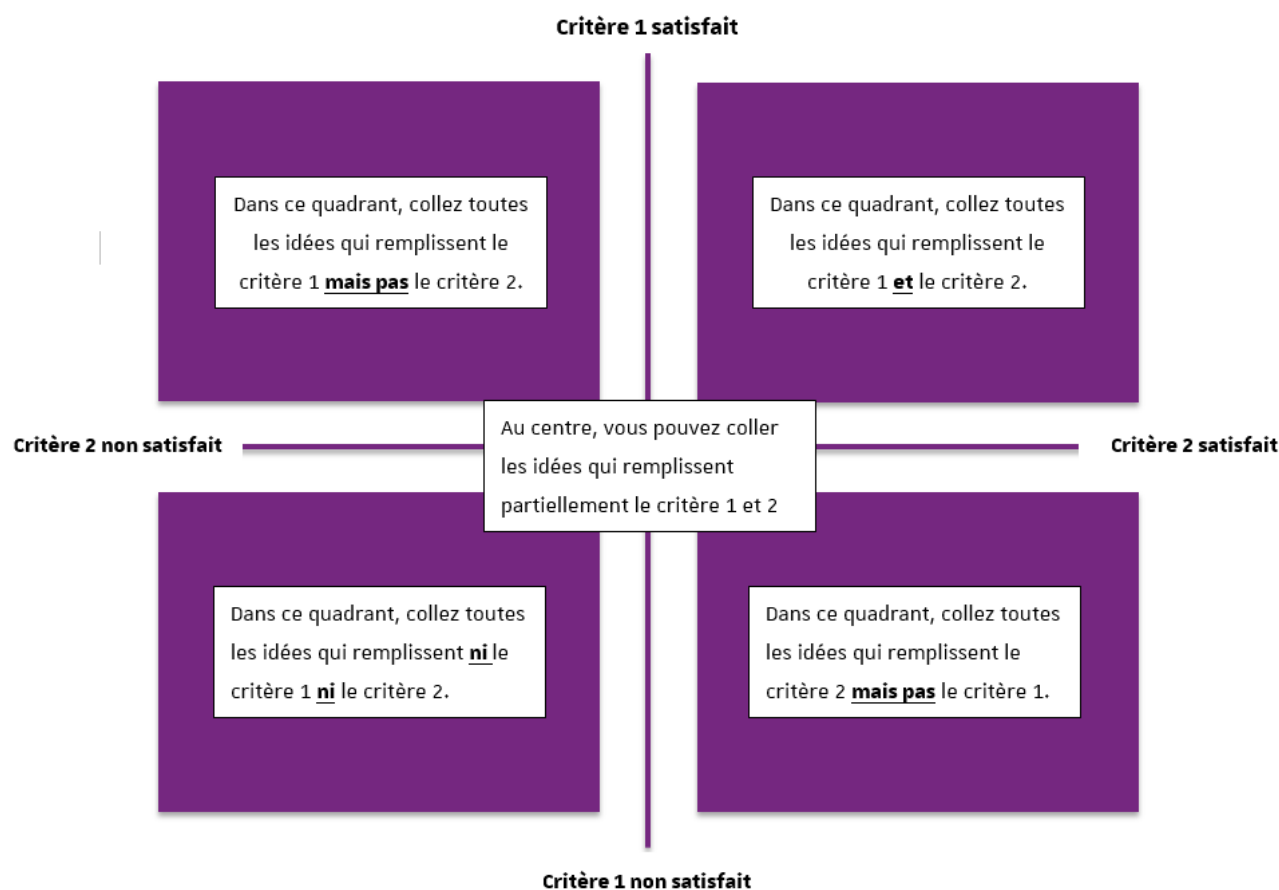 Critère 1 satisfait
Dans ce quadrant, collez toutes
les idées qui remplissent le
critère 1 mais pas le critère 2.
Dans ce quadrant, collez toutes
les idées qui remplissent le
critère 1 et le critère 2.
Critère 2 non satisfait
Au centre, vous pouvez coller
les idées qui remplissent
partiellement le critère 1 et 2
Critère 2 satisfait
Dans ce quadrant, collez toutes
les idées qui remplissent ni le
critère 1 ni le critère 2.
Dans ce quadrant, collez toutes
les idées qui remplissent le
critère 2 mais pas le critère 1.
Critère 1 non satisfait